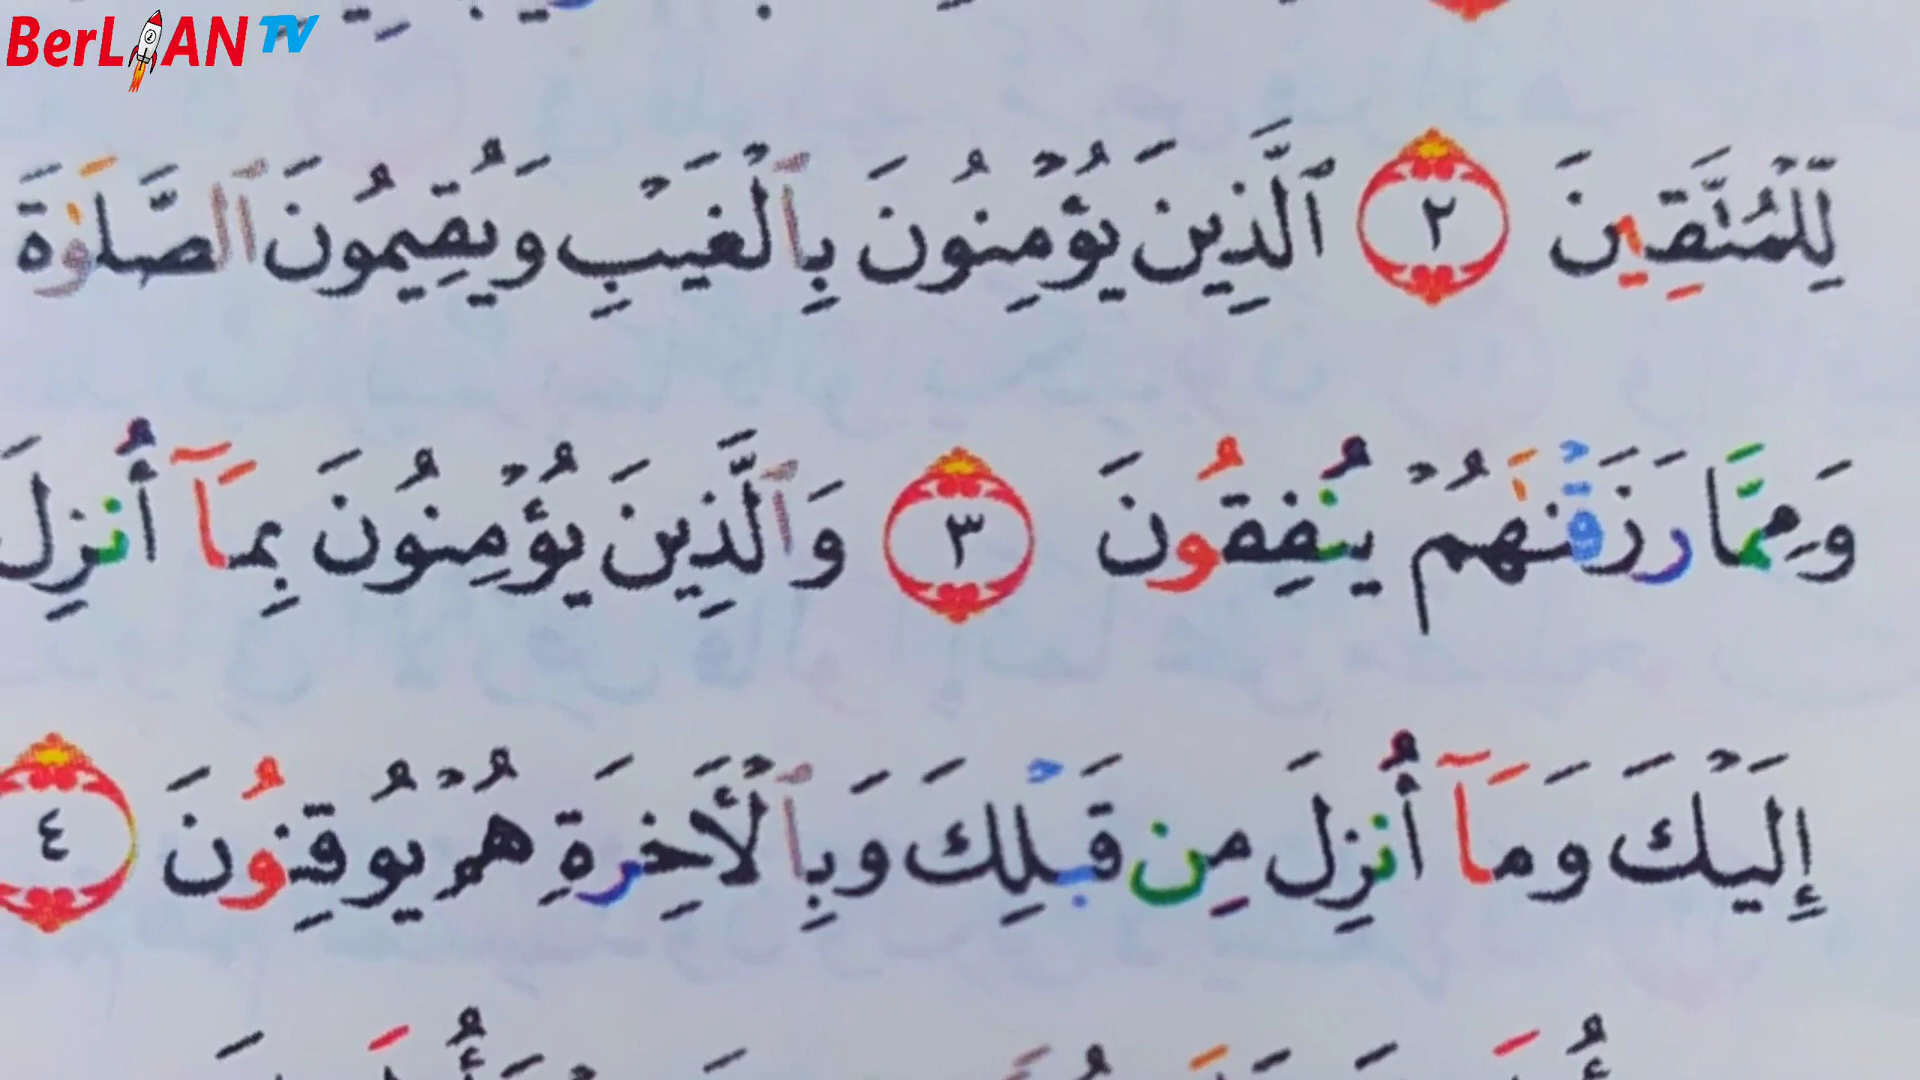 BerLIAN TV
لِّلْمُتَّقِينَ ٢ ٱلَّذِينَ يُؤْمِنُونَ بِٱلْغَيْبِ وَيُقِيمُونَ ٱلصَّلَوٰةَ
وَمِمَّا رَزَقْنَٰهُمْ يُنفِقُونَ ٣ وَٱلَّذِينَ يُؤْمِنُونَ بِمَآ أُنزِلَ
إِلَيْكَ وَمَآ أُنزِلَ مِن قَبْلِكَ وَبِٱلْأَخِرَةِ هُمْ يُوقِنُونَ ٤